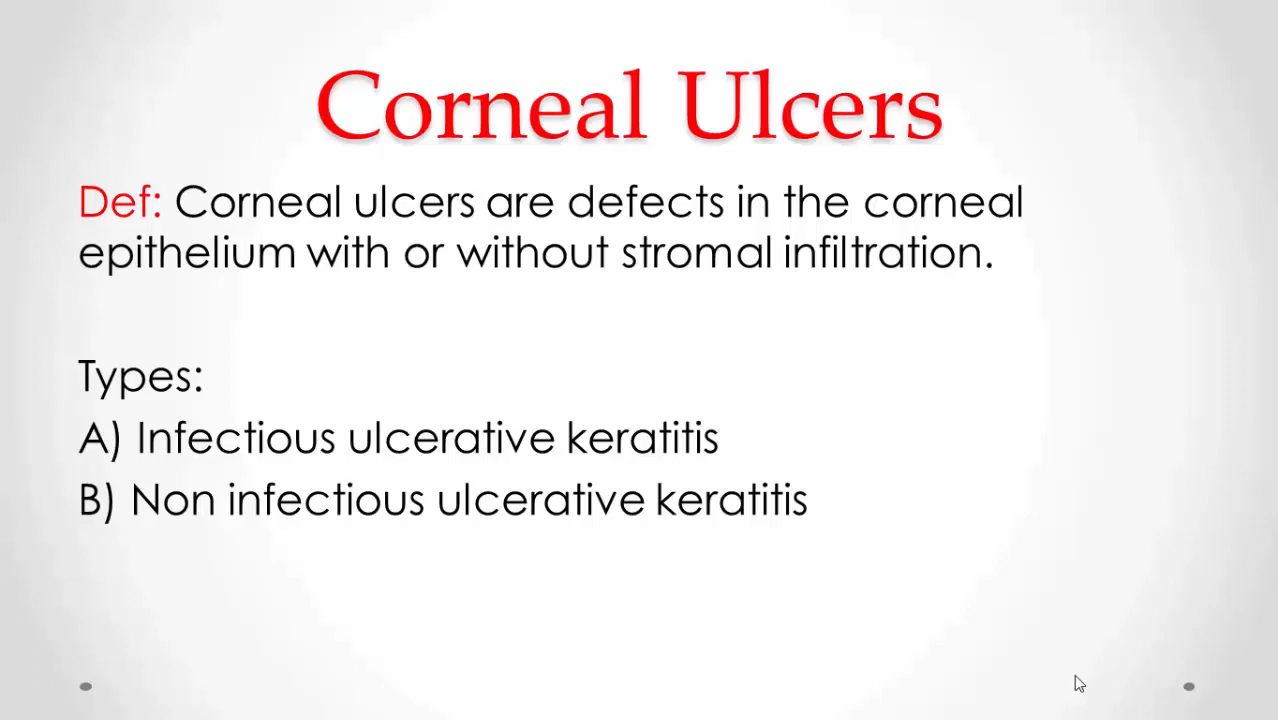 Corneal Ulcers
Def: Corneal ulcers are defects in the corneal
epithelium with or without stromal infiltration.
Types:
A) Infectious ulcerative keratitis
B) Non infectious ulcerative keratitis